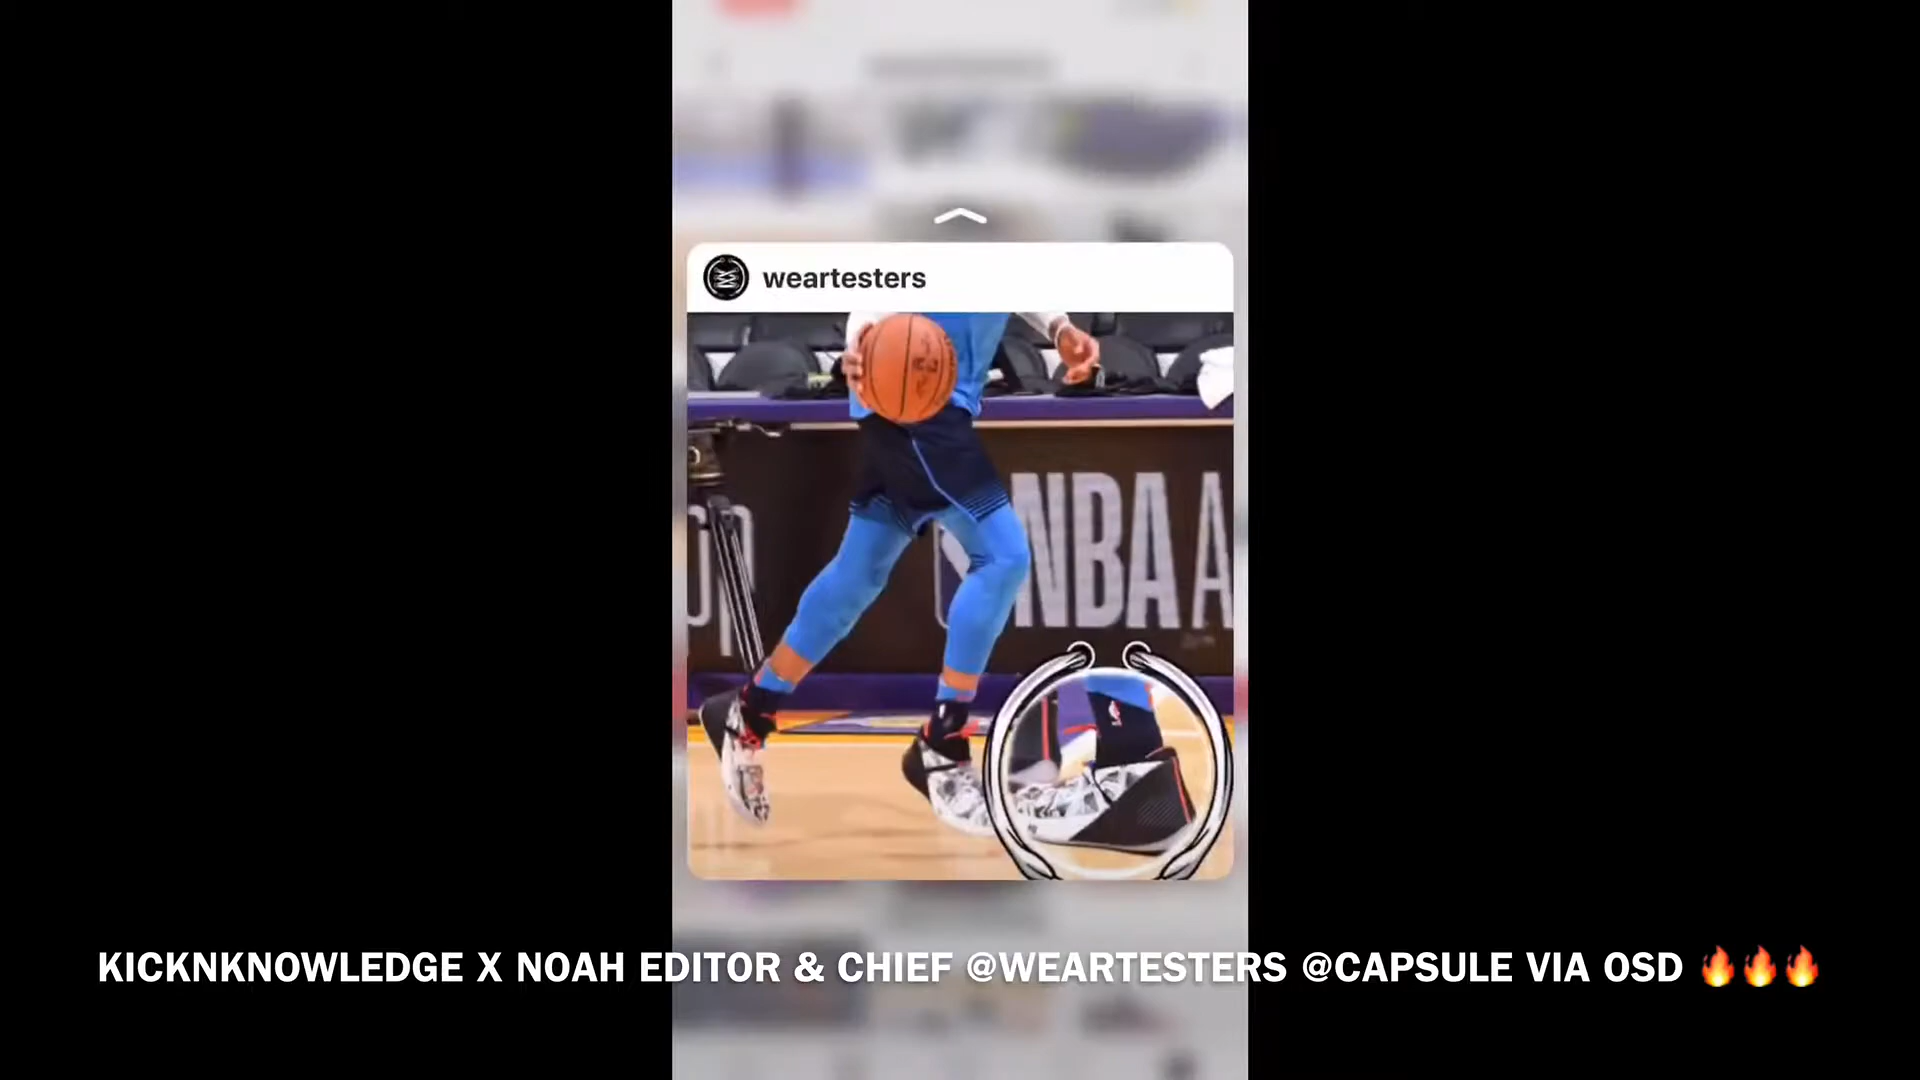 weartesters
NBA A
KICKNKNOWLEDGE X NOAH EDITOR & CHIEF @WEARTESTERS @CAPSULE VIA OSD 🔥🔥🔥